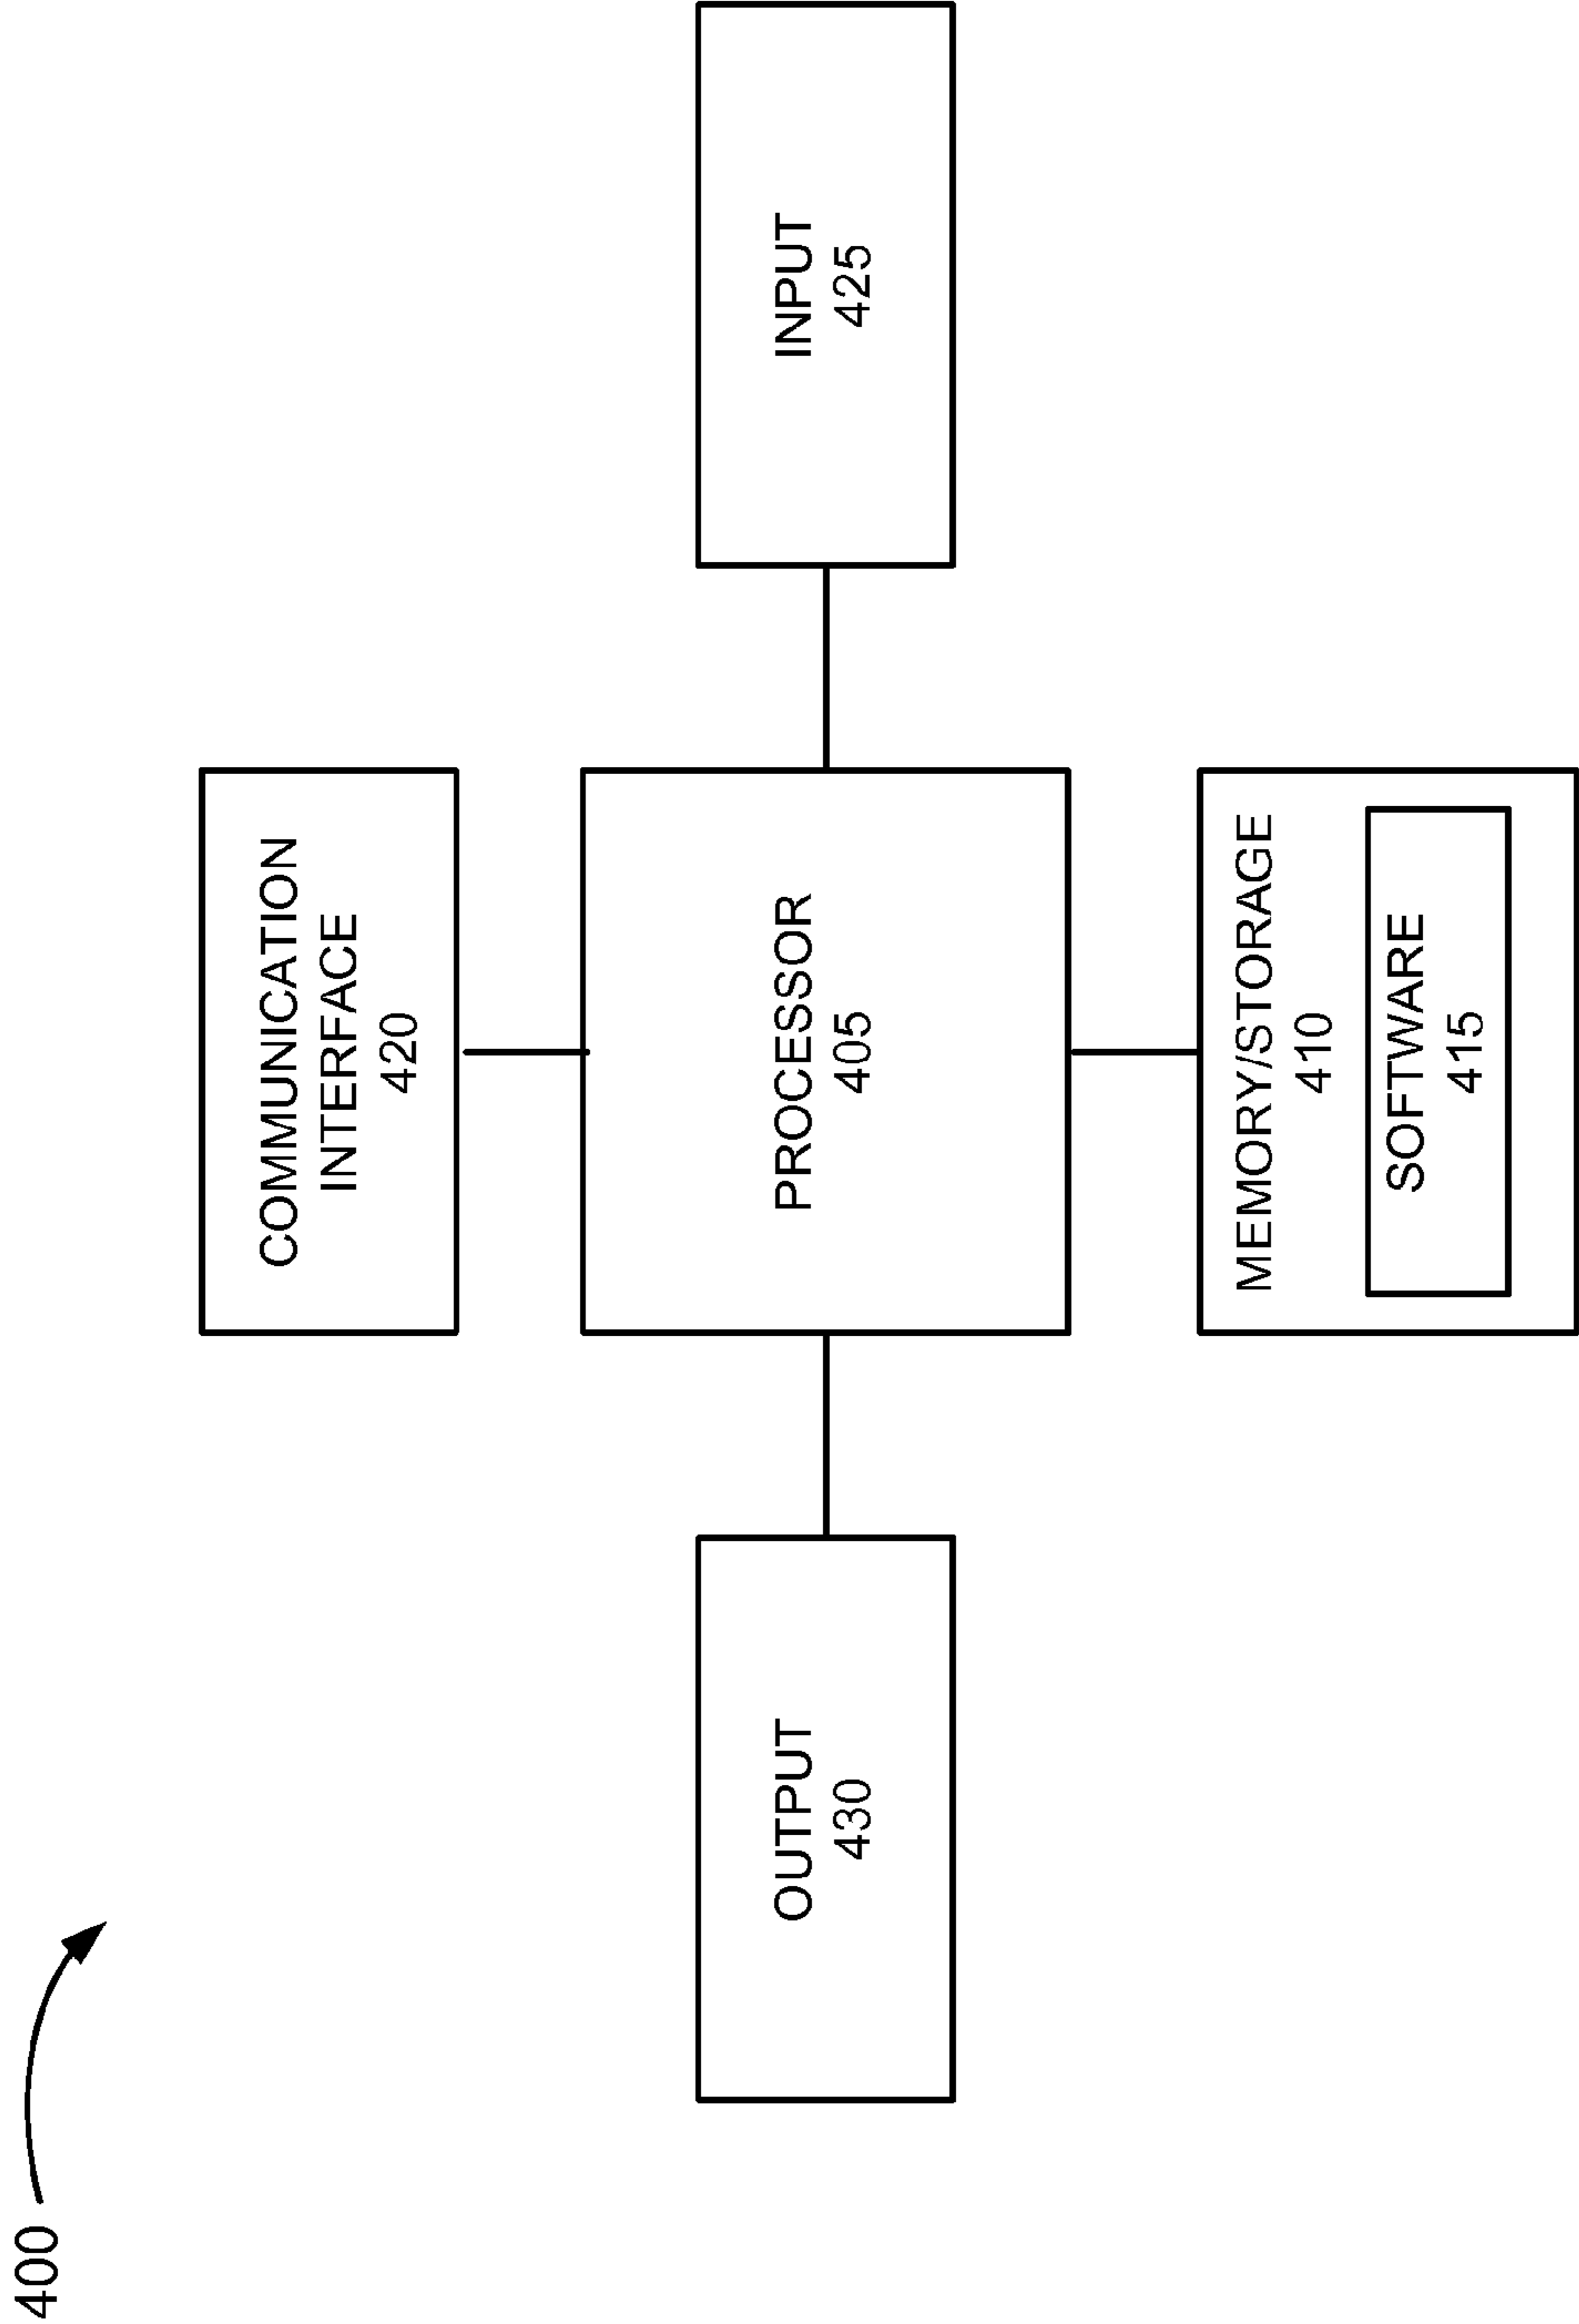 400
COMMUNICATION
INTERFACE
420
OUTPUT
430
PROCESSOR
405
INPUT
425
MEMORY/STORAGE
410
SOFTWARE
415